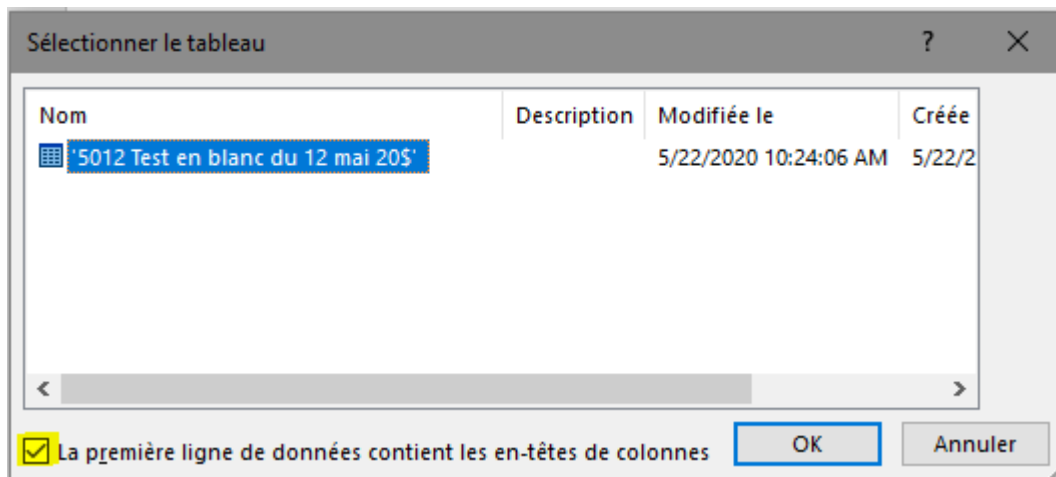 Sélectionner le tableau ? ×
Nom Description Modifiée le Créée
'5012 Test en blanc du 12 mai 20$' 5/22/2020 10:24:06 AM 5/22/2
La première ligne de données contient les en-têtes de colonnes OK Annuler